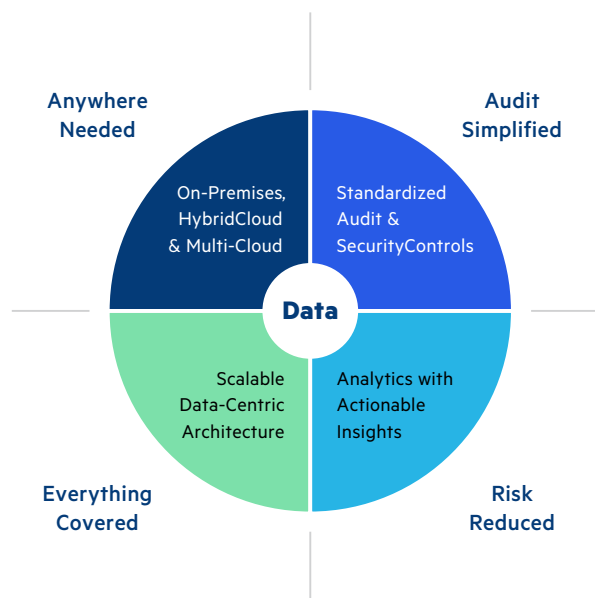 Anywhere
Needed
Audit
Simplified
On-Premises,
HybridCloud
& Multi-Cloud
Standardized
Audit &
SecurityControls
Data
Scalable
Data-Centric
Architecture
Analytics with
Actionable
Insights
Everything
Covered
Risk
Reduced